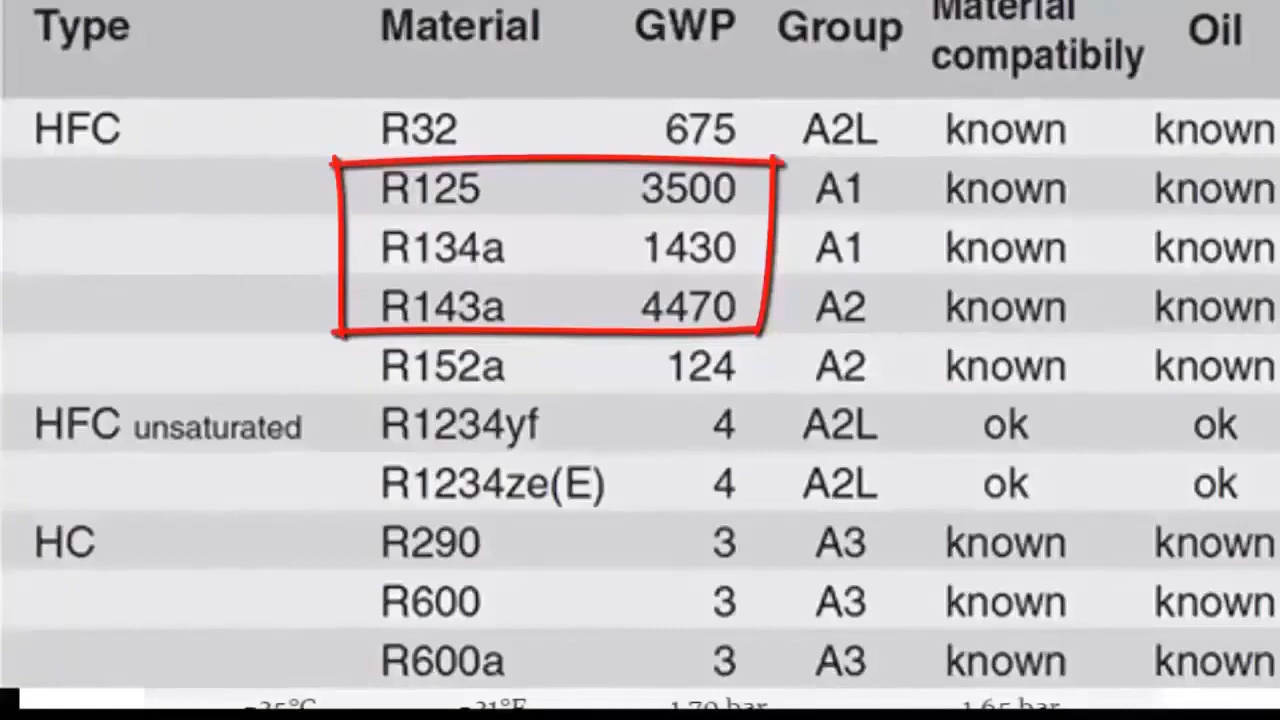 Type Material GWP Group Material compatibily Oil
HFC R32 675 A2L known known
R125 3500 A1 known known
R134a 1430 A1 known known
R143a 4470 A2 known known
R152a 124 A2 known known
HFC unsaturated R1234yf 4 A2L ok ok
R1234ze(E) 4 A2L ok ok
HC R290 3 A3 known known
R600 3 A3 known known
R600a 3 A3 known known